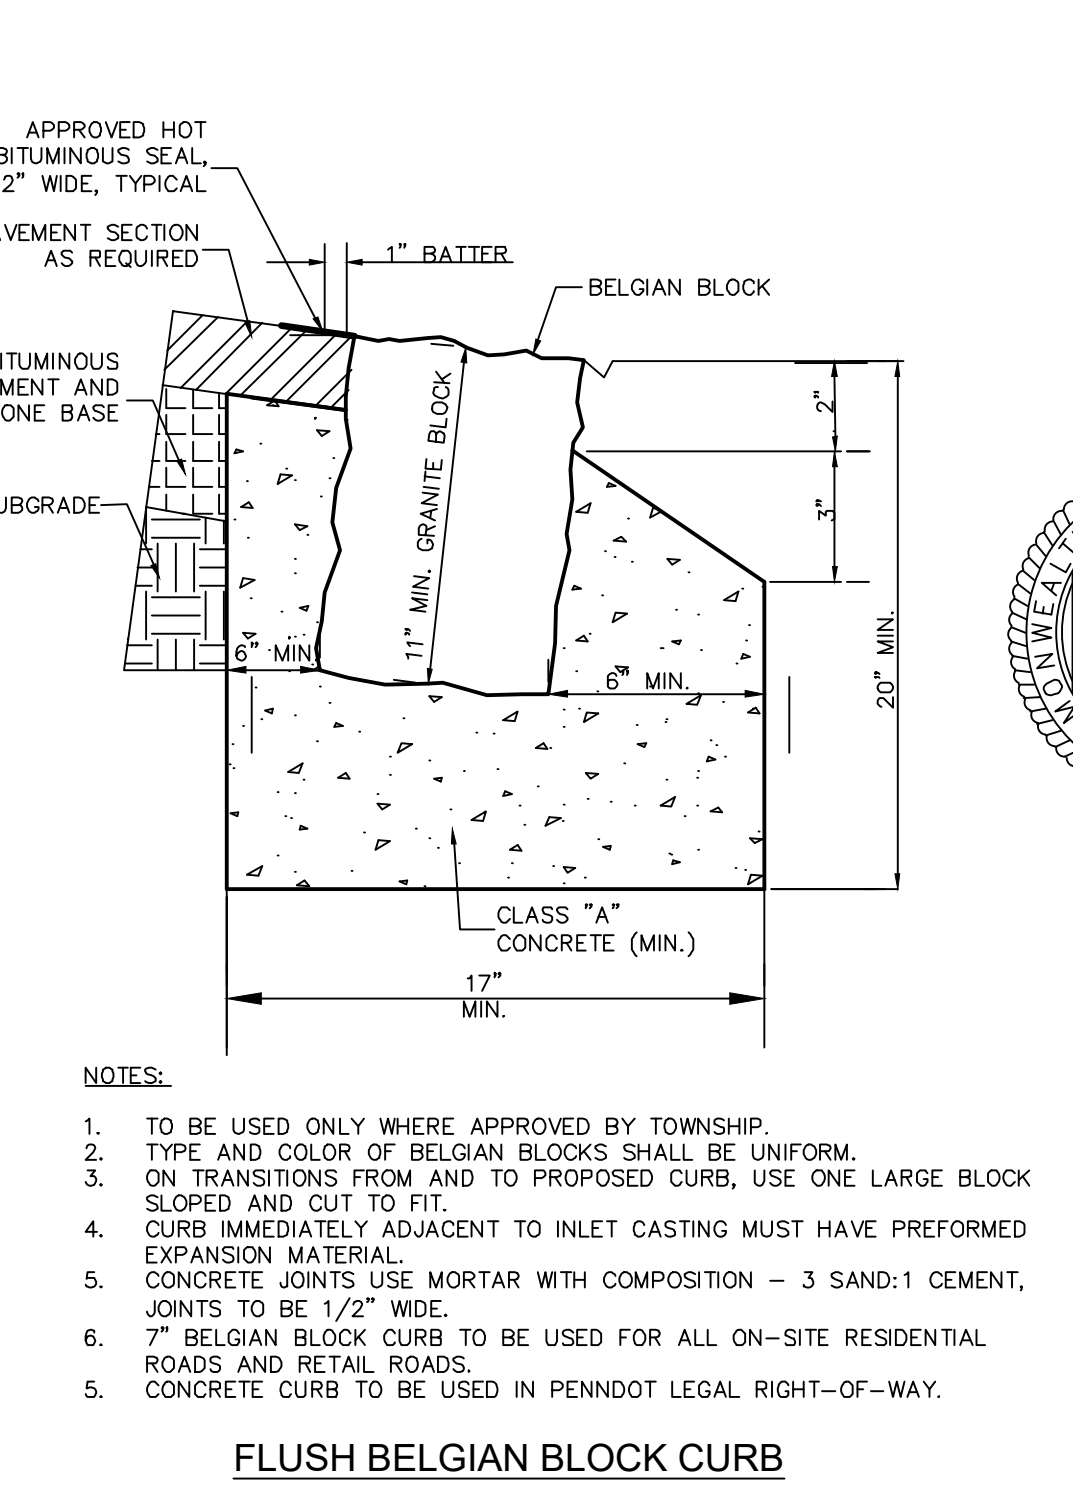 APPROVED HOT
BITUMINOUS SEAL,
2" WIDE, TYPICAL
AVEMENT SECTION
AS REQUIRED
1" BATTER
BELGIAN BLOCK
ITUMINOUS
MENT AND
ONE BASE
UBGRADE
11" MIN. GRANITE BLOCK
2"
3"
20" MIN.
6" MIN.
6" MIN.
MONWEALT
CLASS "A"
CONCRETE (MIN.)
17"
MIN.
NOTES:
1. TO BE USED ONLY WHERE APPROVED BY TOWNSHIP.
2. TYPE AND COLOR OF BELGIAN BLOCKS SHALL BE UNIFORM.
3. ON TRANSITIONS FROM AND TO PROPOSED CURB, USE ONE LARGE BLOCK
SLOPED AND CUT TO FIT.
4. CURB IMMEDIATELY ADJACENT TO INLET CASTING MUST HAVE PREFORMED
EXPANSION MATERIAL.
5. CONCRETE JOINTS USE MORTAR WITH COMPOSITION – 3 SAND:1 CEMENT,
JOINTS TO BE 1/2" WIDE.
6. 7" BELGIAN BLOCK CURB TO BE USED FOR ALL ON–SITE RESIDENTIAL
ROADS AND RETAIL ROADS.
5. CONCRETE CURB TO BE USED IN PENNDOT LEGAL RIGHT–OF–WAY.
FLUSH BELGIAN BLOCK CURB